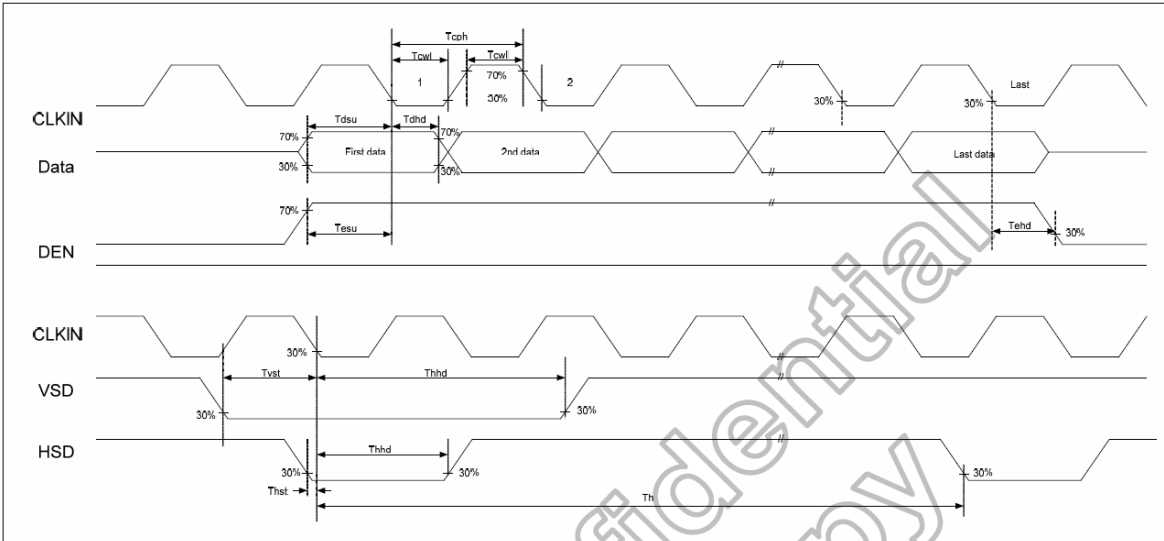 Tcph
Tcwl Tcwl
1 70% 2 Last
30% 30% 30%
CLKIN
Tdsu Tdhd
70% 70%
First data 2nd data Last data
30% 30%
Data
70%
Tesu Tehd
30%
DEN
CLKIN
30%
Tvst Thhd
VSD
30% 30%
HSD
Thhd
30% 30% 30%
Thst
Th
fidential
py